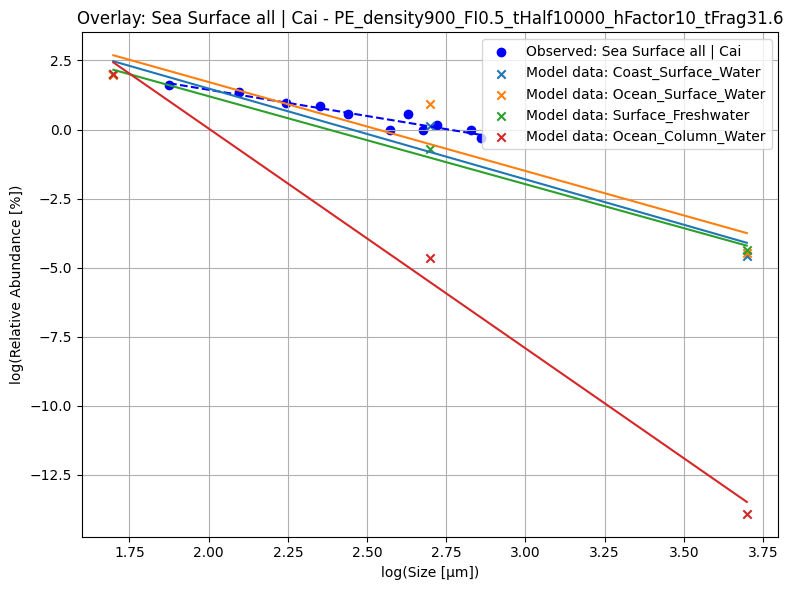 Overlay: Sea Surface all | Cai - PE_density900_FI0.5_tHalf10000_hFactor10_tFrag31.6
Observed: Sea Surface all | Cai
Model data: Coast_Surface_Water
Model data: Ocean_Surface_Water
Model data: Surface_Freshwater
Model data: Ocean_Column_Water
log(Relative Abundance [%])
2.5
0.0
−2.5
−5.0
−7.5
−10.0
−12.5
1.75 2.00 2.25 2.50 2.75 3.00 3.25 3.50 3.75
log(Size [μm])